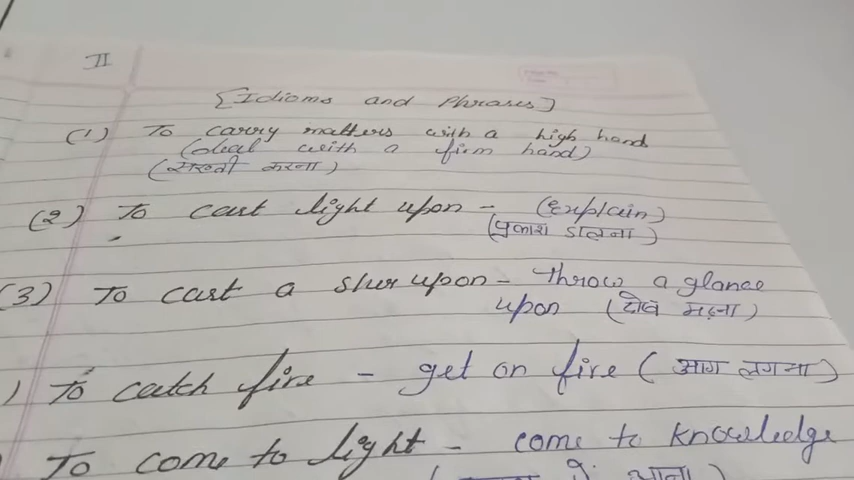 II
{Idioms and Phrases}
(1) To carry matters with a high hand
(deal with a firm hand)
(सख्ती करना)
(2) To cast light upon - (Explain)
(प्रकाश डालना)
(3) To cast a slur upon - Throw a glance
upon (दोष मढ़ना)
) To catch fire - get on fire (आग लगना)
To come to light - come to knowledge
आना)